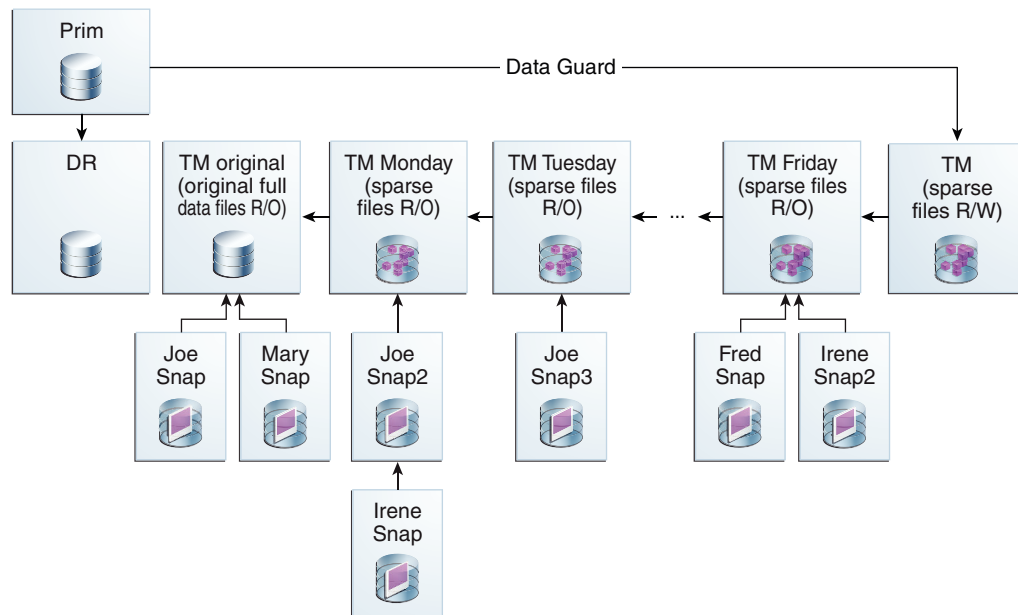 Prim
Data Guard
DR
TM original
(original full
data files R/O)
TM Monday
(sparse
files R/O)
TM Tuesday
(sparse files
R/O)
...
TM Friday
(sparse files
R/O)
TM
(sparse
files R/W)
Joe
Snap
Mary
Snap
Joe
Snap2
Joe
Snap3
Fred
Snap
Irene
Snap2
Irene
Snap